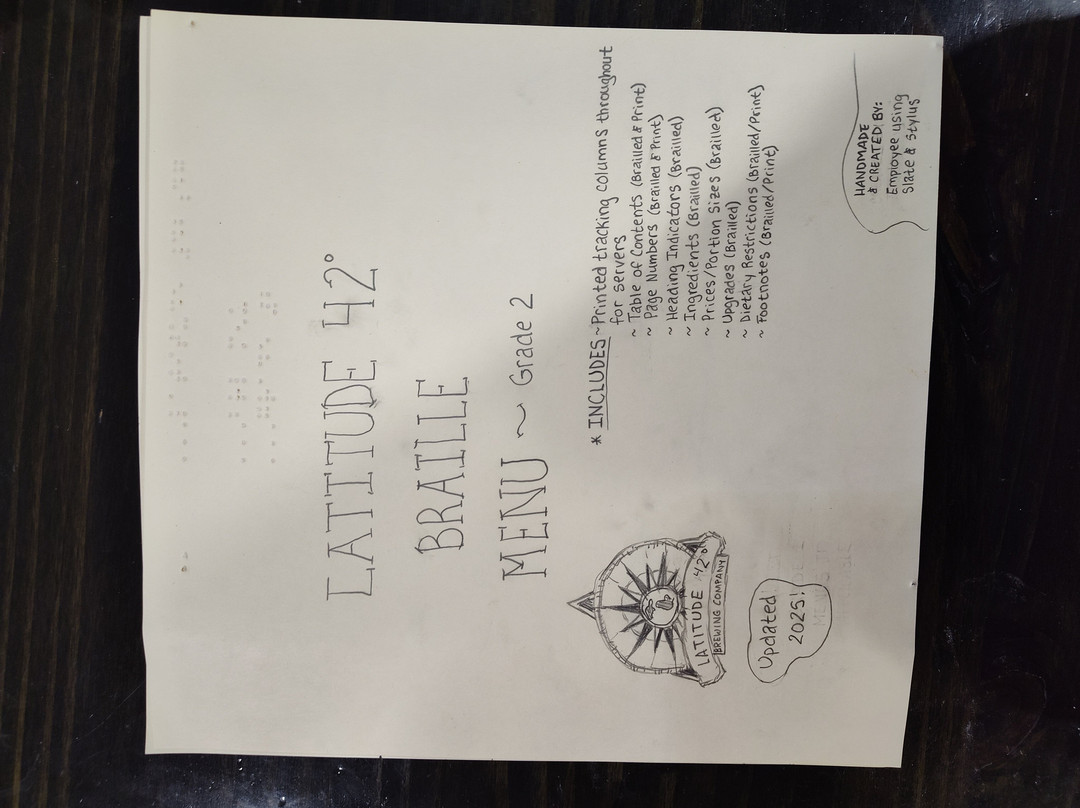 LATITUDE 42°
BRAILLE
MENU ~ Grade 2
* INCLUDES ~ Printed tracking columns throughout
for servers
~ Table of Contents (Brailled & Print)
~ Page Numbers (Brailled & Print)
~ Heading Indicators (Brailled)
~ Ingredients (Brailled)
~ Prices/Portion Sizes (Brailled)
~ Upgrades (Brailled)
~ Dietary Restrictions (Brailled/Print)
~ Footnotes (Brailled/Print)
LATITUDE 42°
BREWING COMPANY
Updated
2025!
HANDMADE
& CREATED BY:
Employee using
Slate & Stylus